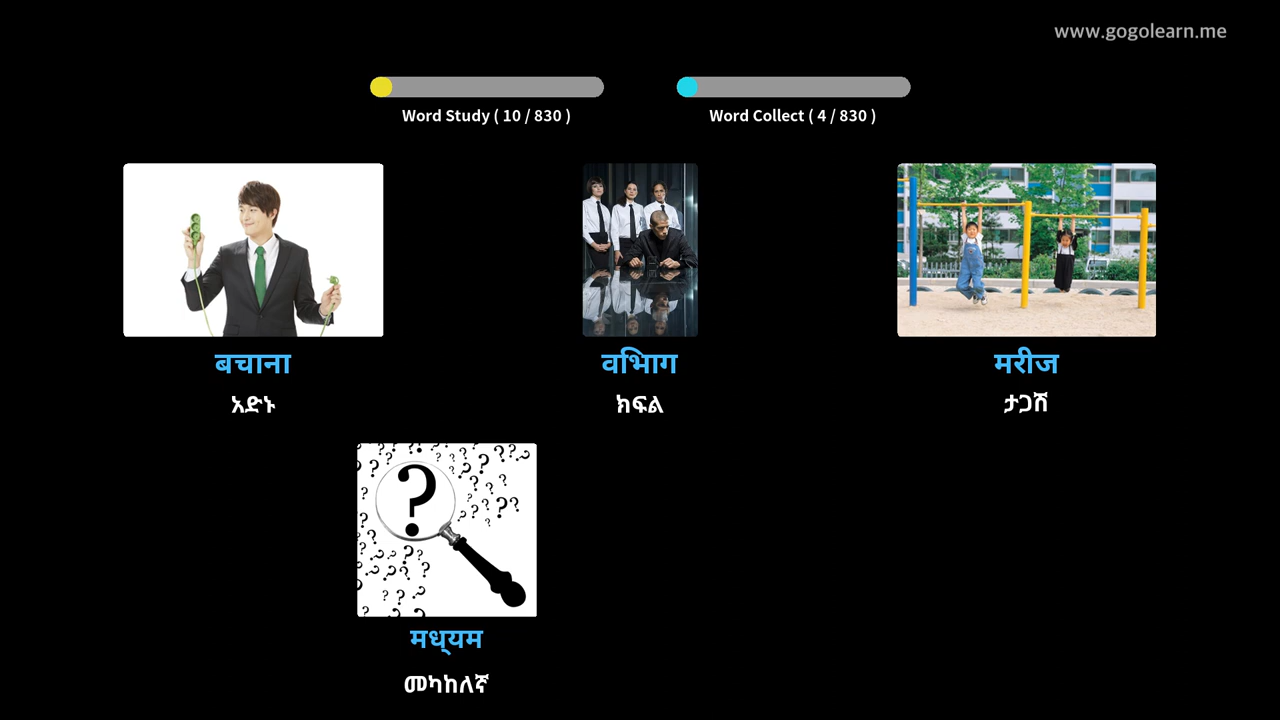 www.gogolearn.me
Word Study ( 10 / 830 )
Word Collect ( 4 / 830 )
बचाना
አድኑ
विभाग
ክፍል
मरीज
ታጋሽ
मध्यम
መካከለኛ